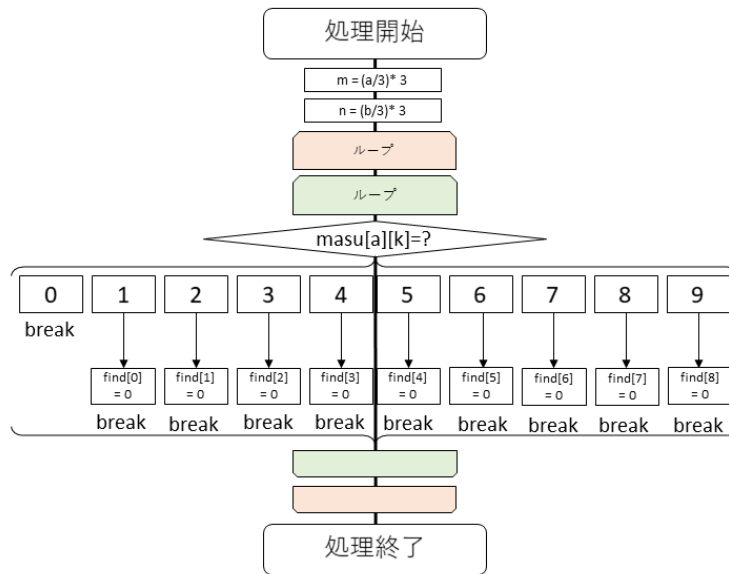 処理開始
m = (a/3)* 3
n = (b/3)* 3
ループ
ループ
masu[a][k]=?
0 1 2 3 4 5 6 7 8 9
break
find[0] find[1] find[2] find[3] find[4] find[5] find[6] find[7] find[8]
= 0 = 0 = 0 = 0 = 0 = 0 = 0 = 0 = 0
break break break break break break break break break
処理終了